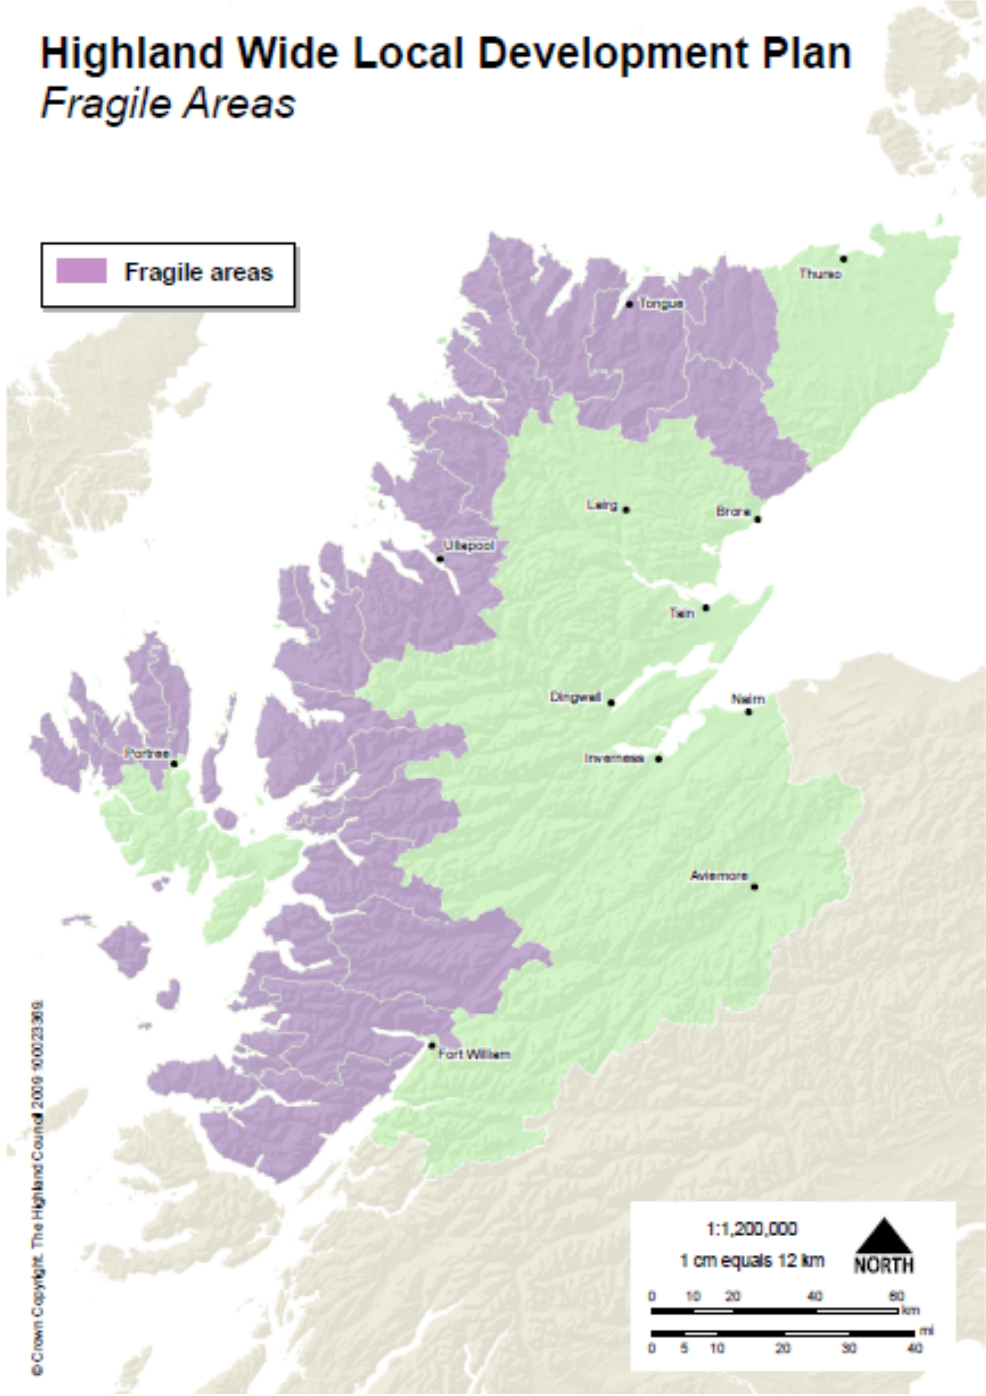 Highland Wide Local Development Plan
Fragile Areas
Fragile areas
Thurso
Tongue
Lairg
Brora
Ullapool
Tain
Dingwall
Nairn
Portree
Inverness
Aviemore
Fort William
© Crown Copyright. The Highland Council 2009 100023369.
1:1,200,000
1 cm equals 12 km
NORTH
0 10 20 40 60
km
mi
0 5 10 20 30 40